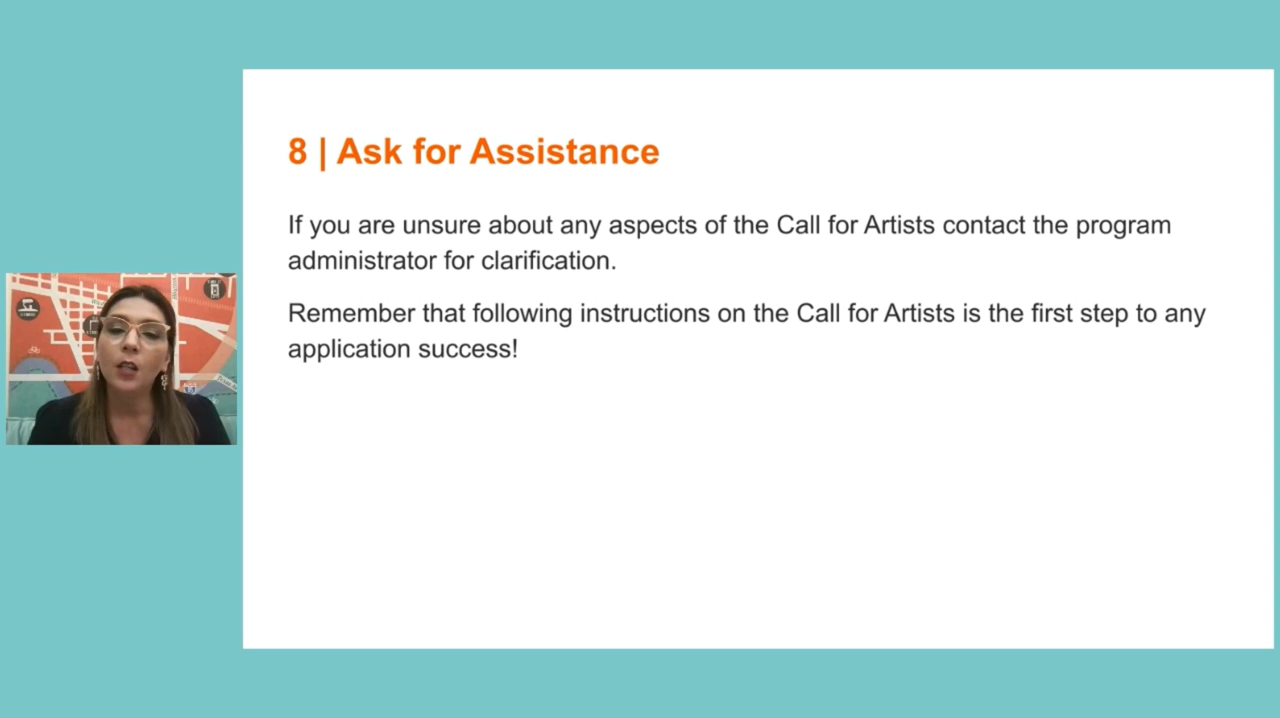 8 | Ask for Assistance
If you are unsure about any aspects of the Call for Artists contact the program
administrator for clarification.
Remember that following instructions on the Call for Artists is the first step to any
application success!